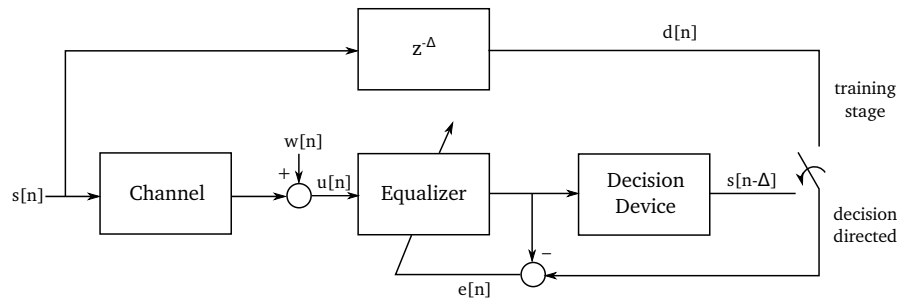 z-Δ
d[n]
training
stage
w[n]
+
s[n]
Channel
u[n]
Equalizer
Decision
Device
s[n-Δ]
decision
directed
−
e[n]